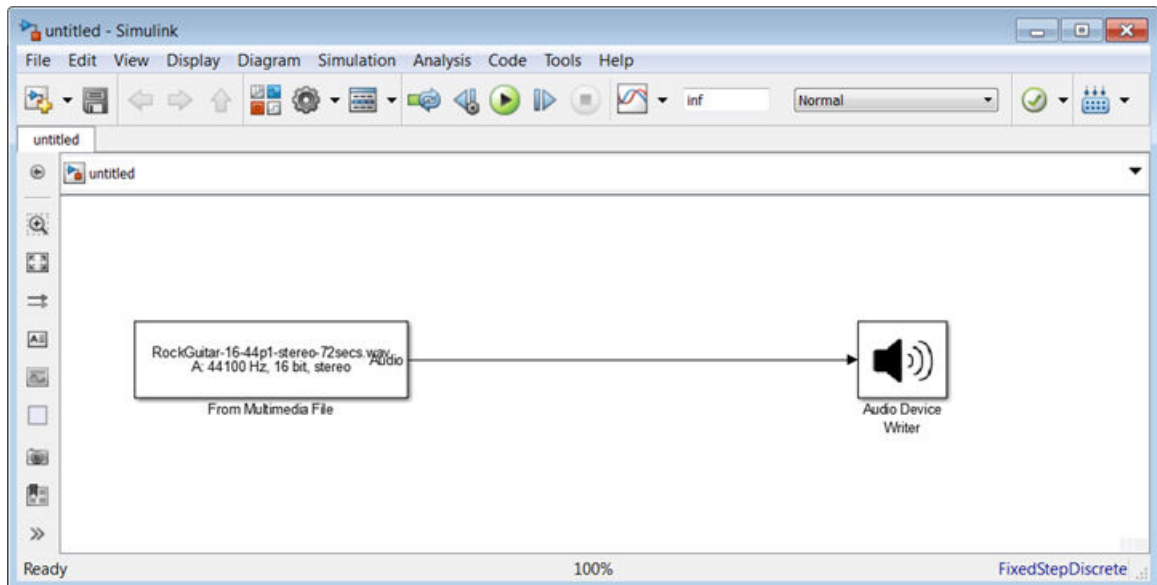 untitled - Simulink
File Edit View Display Diagram Simulation Analysis Code Tools Help
inf Normal
untitled
untitled
RockGuitar-16-44p1-stereo-72secs.wav
Audio
A: 44100 Hz, 16 bit, stereo
From Multimedia File
Audio Device
Writer
Ready 100% FixedStepDiscrete